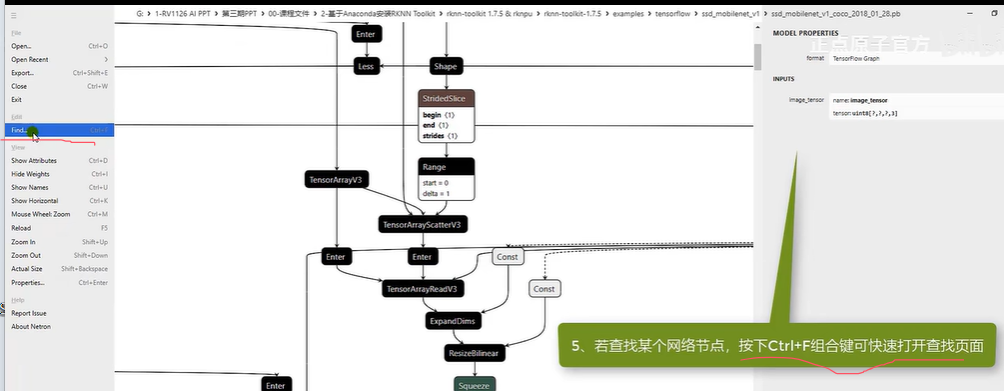 G: > 1-RV1126 AI PPT > 第三期PPT > 00-课程文件 > 2-基于Anaconda安装RKNN Toolkit > rknn-toolkit 1.7.5 & rknpu > rknn-toolkit-1.7.5 > examples > tensorflow > ssd_mobilenet_v1 > ssd_mobilenet_v1_coco_2018_01_28.pb
File
Open... Ctrl+O
Open Recent >
Export... Ctrl+Shift+E
Close Ctrl+W
Exit
Edit
Find... Ctrl+F
View
Show Attributes Ctrl+D
Hide Weights Ctrl+I
Show Names Ctrl+U
Show Horizontal Ctrl+K
Mouse Wheel: Zoom Ctrl+M
Reload F5
Zoom In Shift+Up
Zoom Out Shift+Down
Actual Size Shift+Backspace
Properties... Ctrl+Enter
Help
Report Issue
About Netron
Enter
Less
Shape
StridedSlice
begin ⟨1⟩
end ⟨1⟩
strides ⟨1⟩
Range
start = 0
delta = 1
TensorArrayV3
TensorArrayScatterV3
Enter
Enter
Const
TensorArrayReadV3
Const
ExpandDims
ResizeBilinear
Enter
Squeeze
正点原子官方
MODEL PROPERTIES
format TensorFlow Graph
INPUTS
image_tensor name: image_tensor
tensor: uint8[?,?,?,3]
5、若查找某个网络节点，按下Ctrl+F组合键可快速打开查找页面